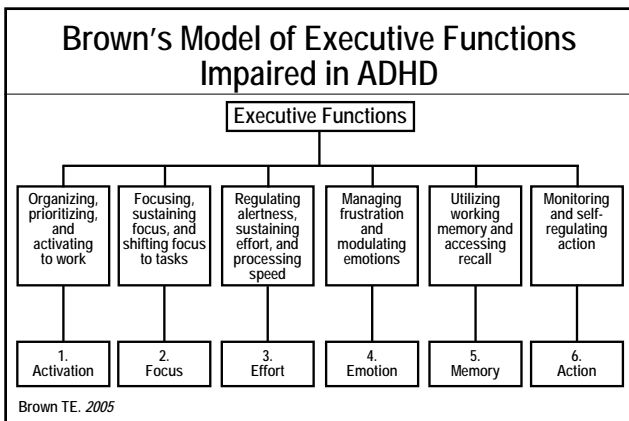 Brown's Model of Executive Functions
Impaired in ADHD
Executive Functions
Organizing,
prioritizing,
and
activating
to work
Focusing,
sustaining
focus, and
shifting focus
to tasks
Regulating
alertness,
sustaining
effort, and
processing
speed
Managing
frustration
and
modulating
emotions
Utilizing
working
memory and
accessing
recall
Monitoring
and self-
regulating
action
1.
Activation
2.
Focus
3.
Effort
4.
Emotion
5.
Memory
6.
Action
Brown TE. 2005